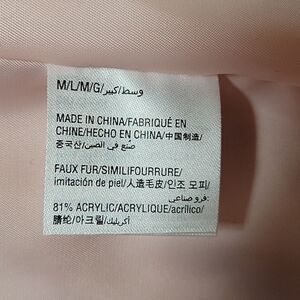 M/L/M/G/وسط/كبير
MADE IN CHINA/FABRIQUÉ EN
CHINE/HECHO EN CHINA/中国制造/
중국산/صنع في الصين/
FAUX FUR/SIMILIFOURRURE/
imitación de piel/人造毛皮/인조 모피/
فرو صناعي:
81% ACRYLIC/ACRYLIQUE/acrílico/
腈纶/아크릴/أكريليك/